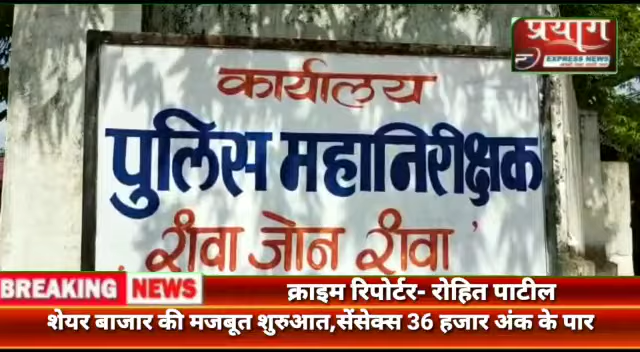 प्रयाग
EXPRESS NEWS
कार्यालय
पुलिस महानिरीक्षक
रीवा जोन रीवा
BREAKING NEWS
क्राइम रिपोर्टर- रोहित पाटील
शेयर बाजार की मजबूत शुरुआत,सेंसेक्स 36 हजार अंक के पार